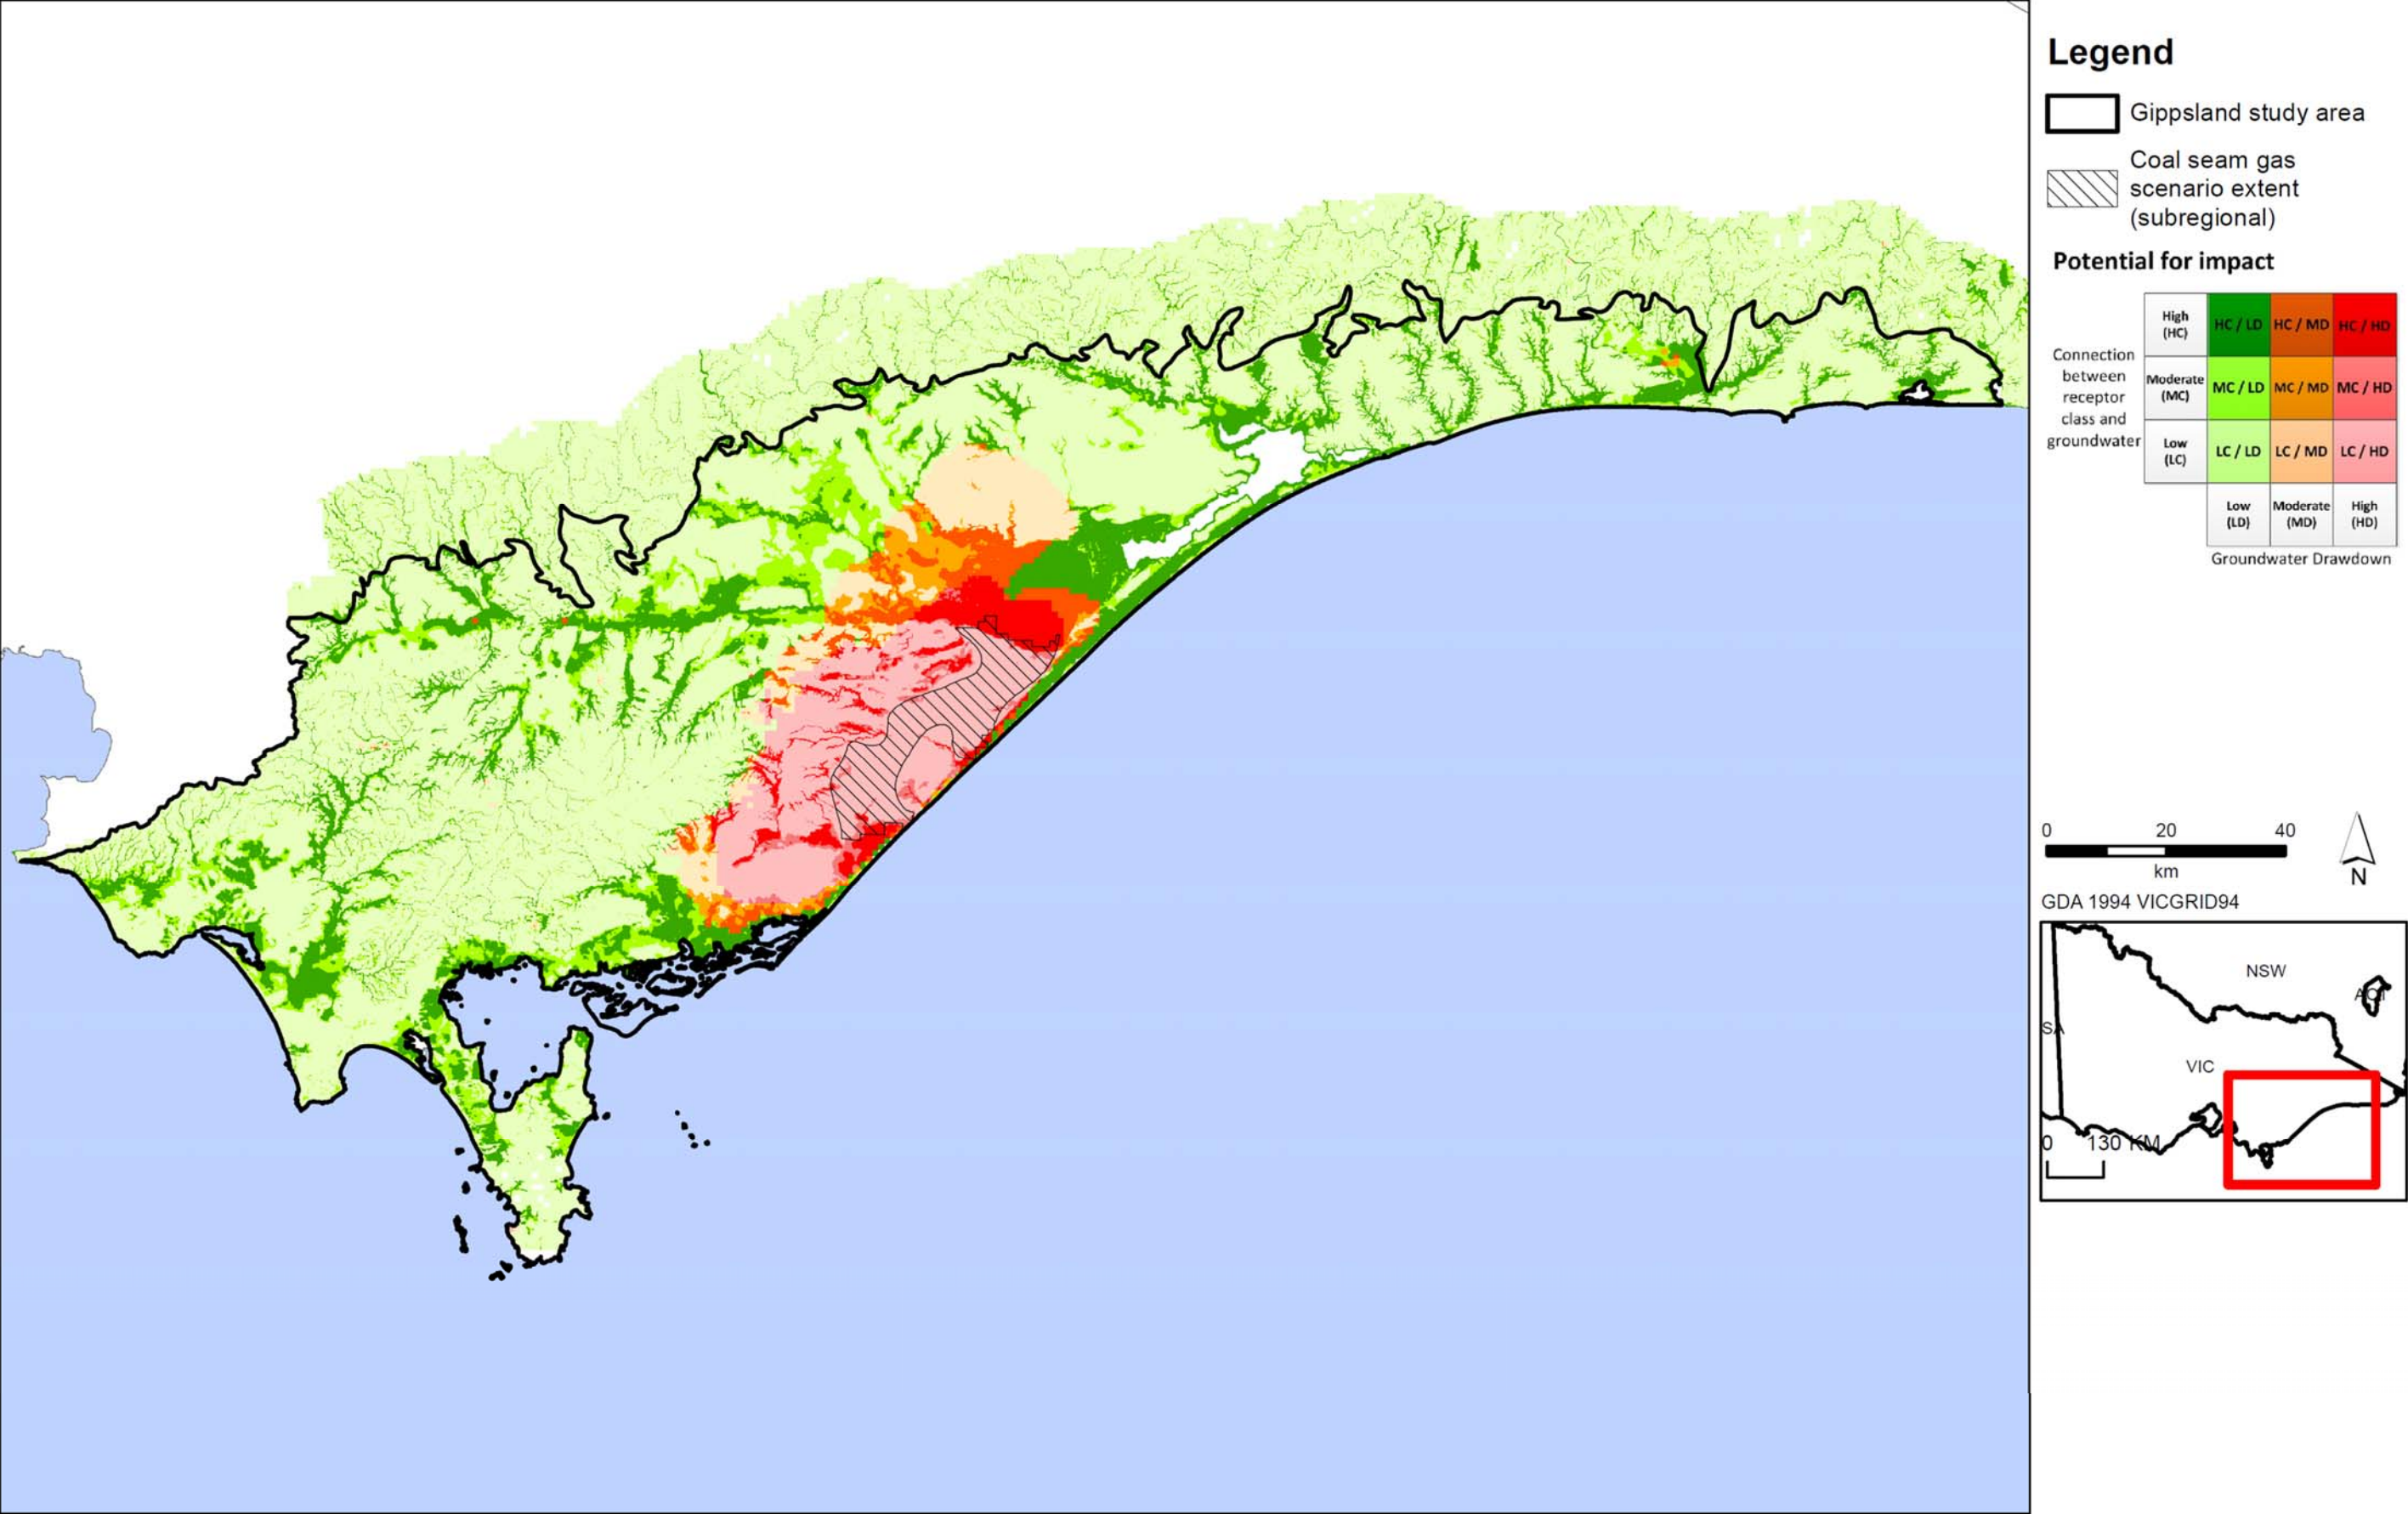 Legend
Gippsland study area
Coal seam gas
scenario extent
(subregional)
Potential for impact
Connection
between
receptor
class and
groundwater
High
(HC)
HC / LD
HC / MD
HC / HD
Moderate
(MC)
MC / LD
MC / MD
MC / HD
Low
(LC)
LC / LD
LC / MD
LC / HD
Low
(LD)
Moderate
(MD)
High
(HD)
Groundwater Drawdown
0 20 40
km
N
GDA 1994 VICGRID94
NSW
ACT
SA
VIC
0 130 KM